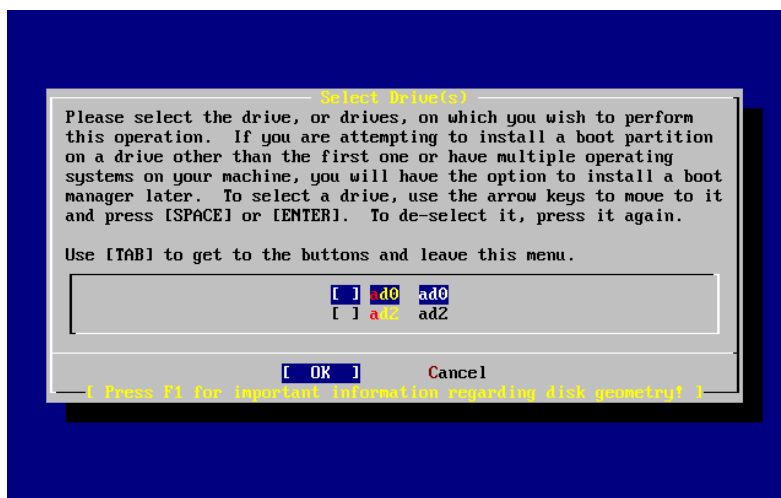 Select Drive(s)
Please select the drive, or drives, on which you wish to perform
this operation.  If you are attempting to install a boot partition
on a drive other than the first one or have multiple operating
systems on your machine, you will have the option to install a boot
manager later.  To select a drive, use the arrow keys to move to it
and press [SPACE] or [ENTER].  To de-select it, press it again.
Use [TAB] to get to the buttons and leave this menu.
[ ] ad0 ad0
[ ] ad2 ad2
[ OK ] Cancel
[ Press F1 for important information regarding disk geometry! ]